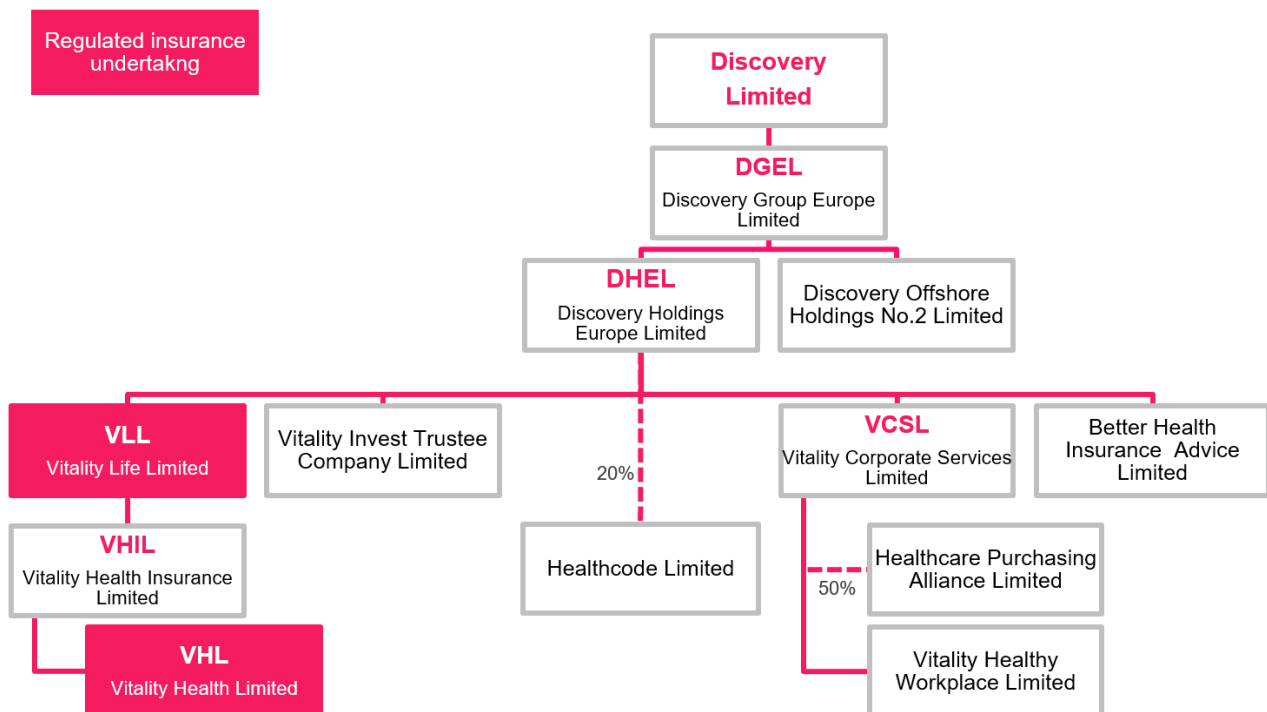 Regulated insurance
undertakng
Discovery
Limited
DGEL
Discovery Group Europe
Limited
DHEL
Discovery Holdings
Europe Limited
Discovery Offshore
Holdings No.2 Limited
VLL
Vitality Life Limited
Vitality Invest Trustee
Company Limited
20%
VCSL
Vitality Corporate Services
Limited
Better Health
Insurance  Advice
Limited
VHIL
Vitality Health Insurance
Limited
Healthcode Limited
Healthcare Purchasing
Alliance Limited
50%
VHL
Vitality Health Limited
Vitality Healthy
Workplace Limited